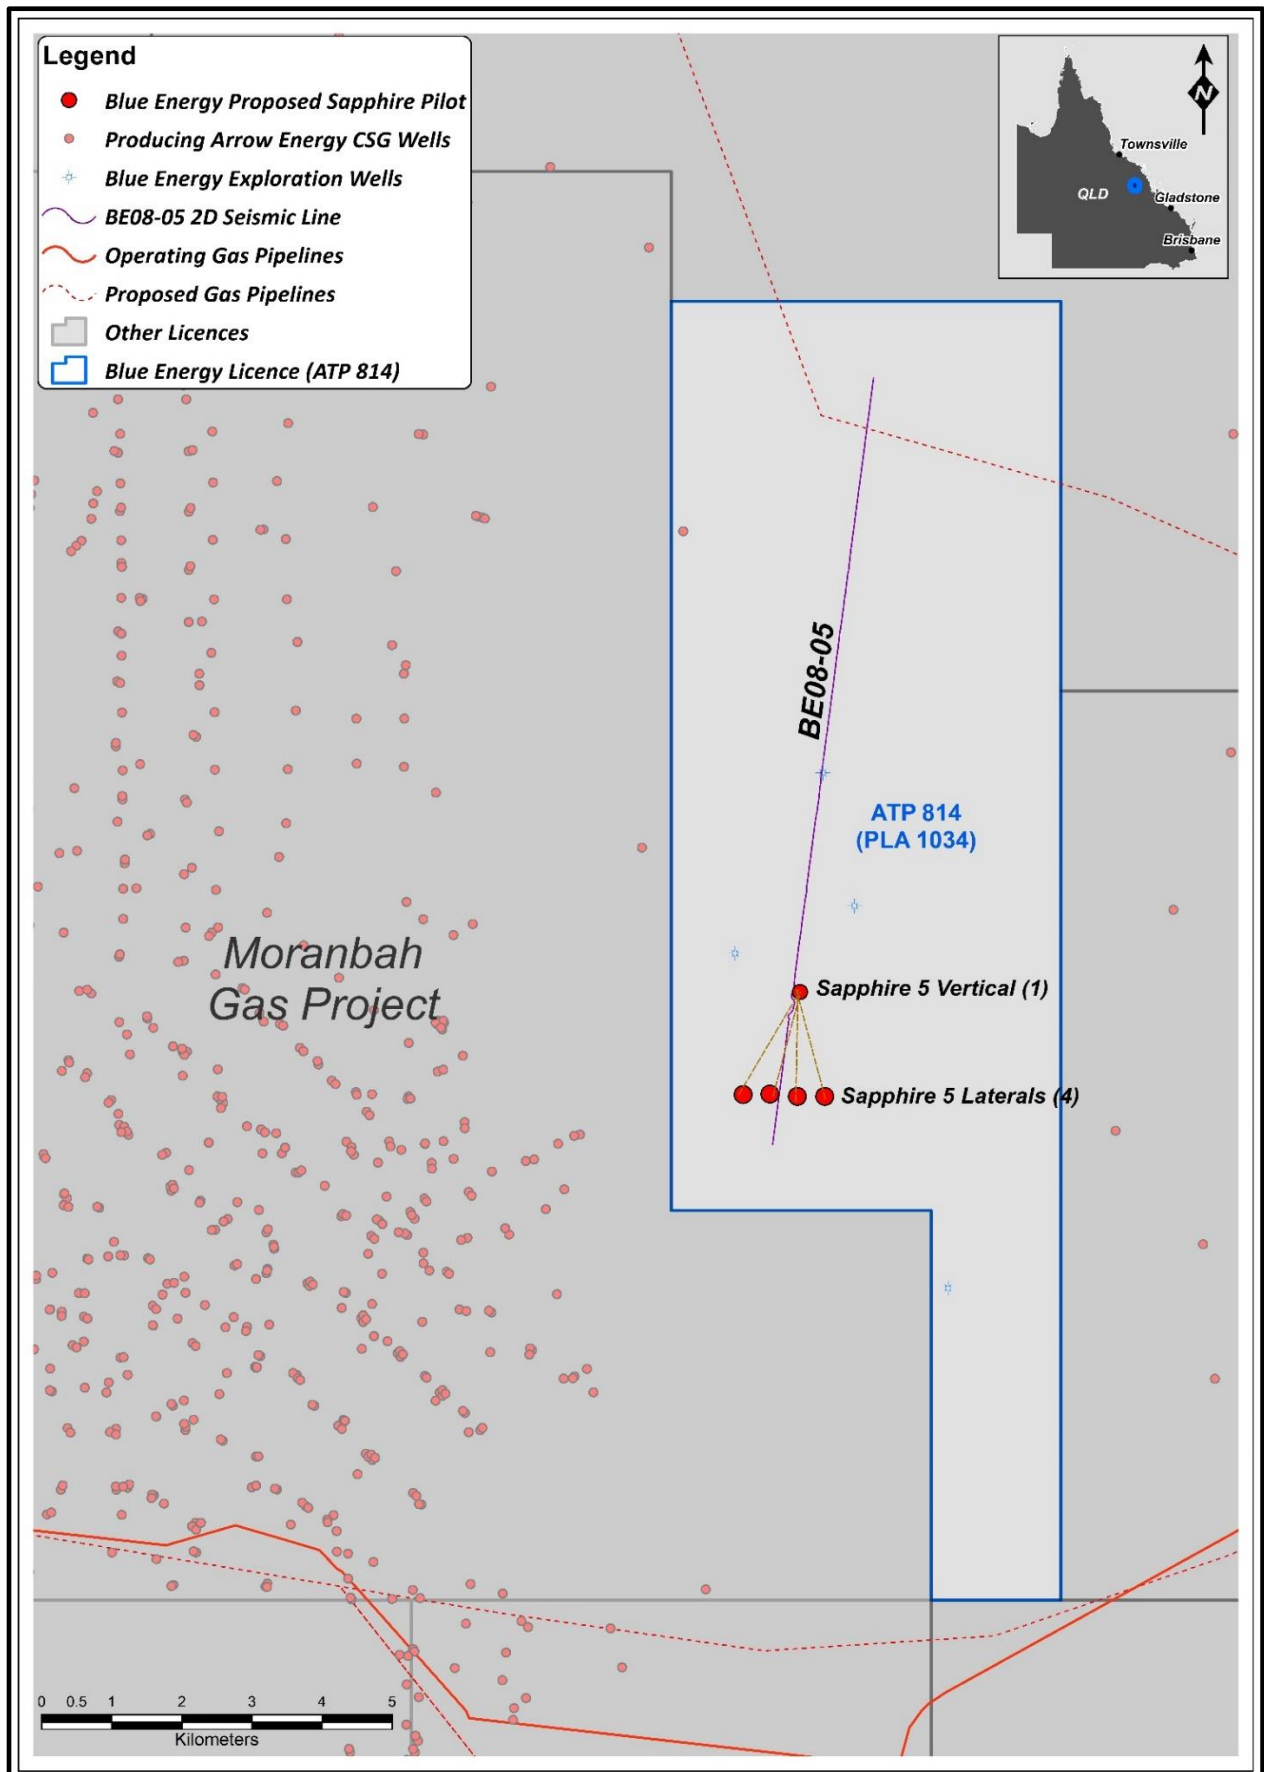 Legend
Blue Energy Proposed Sapphire Pilot
Producing Arrow Energy CSG Wells
Blue Energy Exploration Wells
BE08-05 2D Seismic Line
Operating Gas Pipelines
Proposed Gas Pipelines
Other Licences
Blue Energy Licence (ATP 814)
N
Townsville
QLD
Gladstone
Brisbane
BE08-05
ATP 814
(PLA 1034)
Moranbah
Gas Project
Sapphire 5 Vertical (1)
Sapphire 5 Laterals (4)
0 0.5 1 2 3 4 5
Kilometers